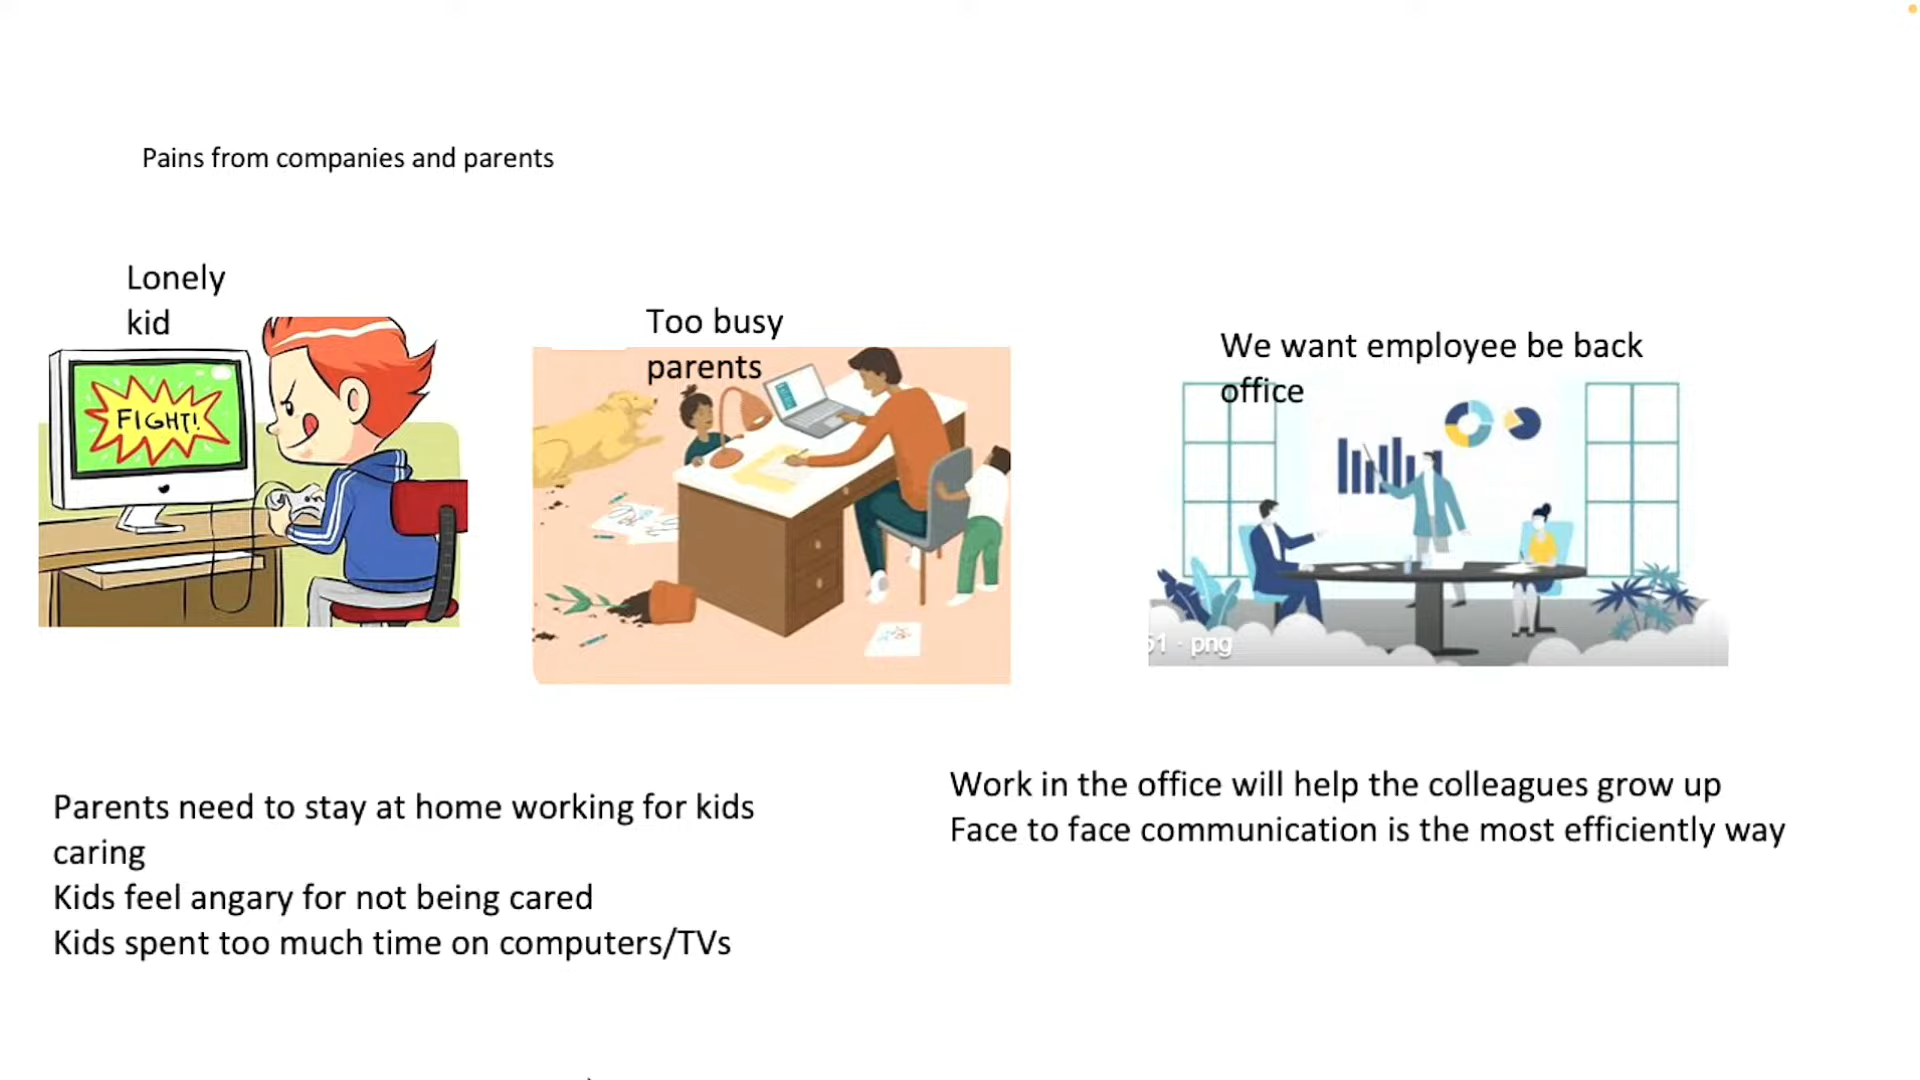 Pains from companies and parents
Lonely
kid
FIGHT!
Too busy
parents
We want employee be back
office
51 · png
Parents need to stay at home working for kids
caring
Kids feel angary for not being cared
Kids spent too much time on computers/TVs
Work in the office will help the colleagues grow up
Face to face communication is the most efficiently way